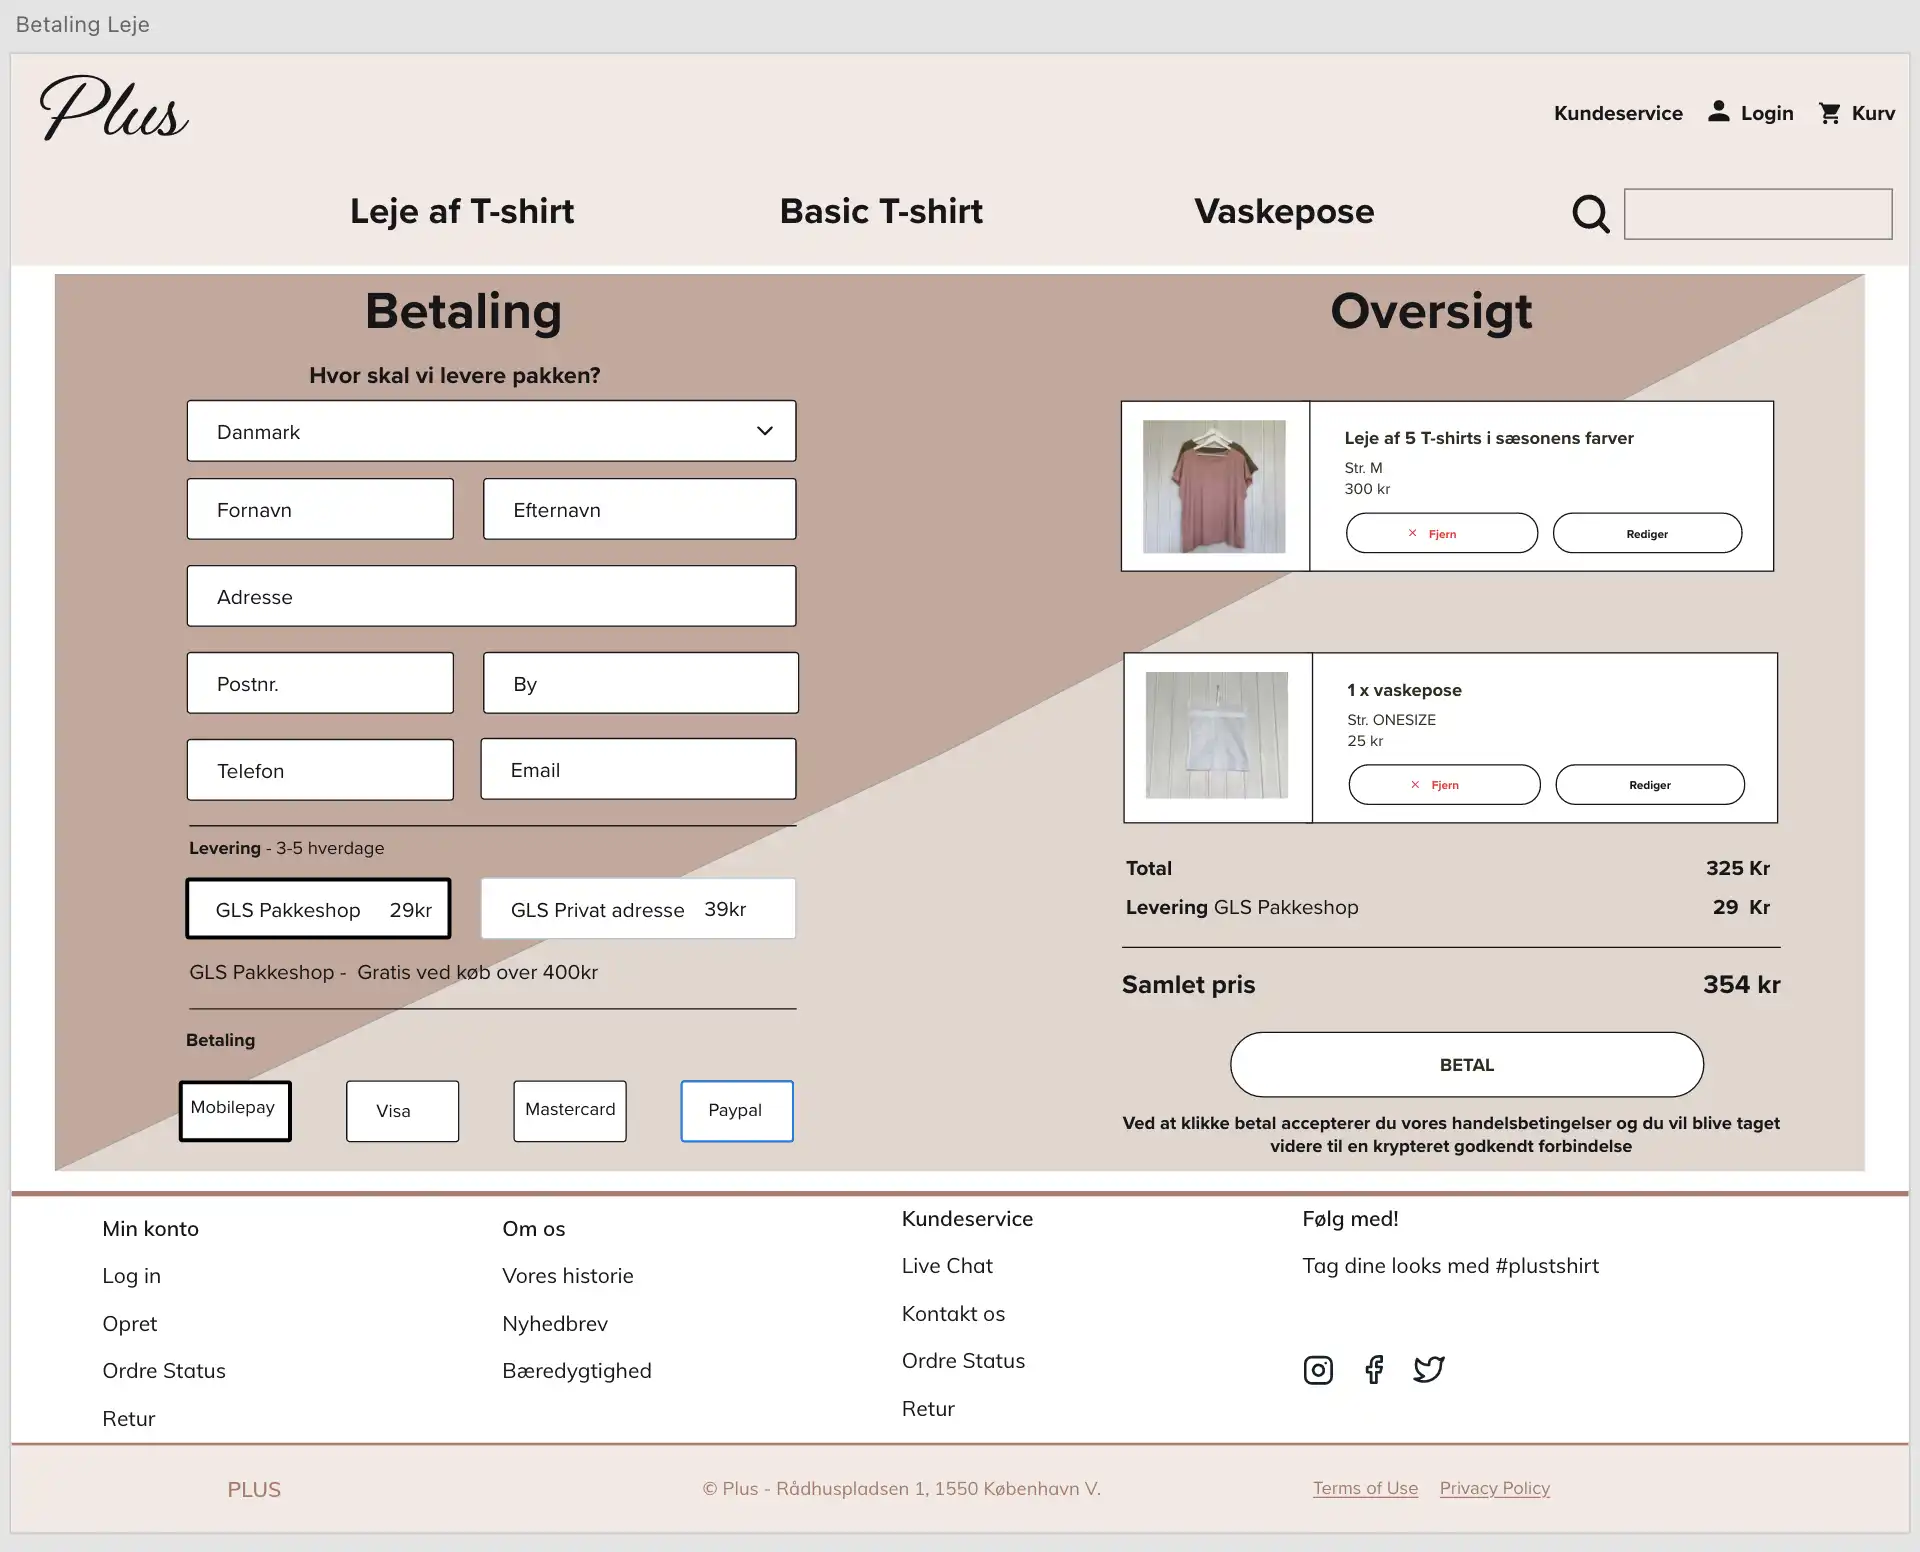 Betaling Leje
Plus
Kundeservice Login Kurv
Leje af T-shirt Basic T-shirt Vaskepose
Betaling
Hvor skal vi levere pakken?
Danmark
Fornavn Efternavn
Adresse
Postnr. By
Telefon Email
Levering - 3-5 hverdage
GLS Pakkeshop 29kr GLS Privat adresse 39kr
GLS Pakkeshop - Gratis ved køb over 400kr
Betaling
Mobilepay Visa Mastercard Paypal
Oversigt
Leje af 5 T-shirts i sæsonens farver
Str. M
300 kr
× Fjern Rediger
1 x vaskepose
Str. ONESIZE
25 kr
× Fjern Rediger
Total 325 Kr
Levering GLS Pakkeshop 29 Kr
Samlet pris 354 kr
BETAL
Ved at klikke betal accepterer du vores handelsbetingelser og du vil blive taget
videre til en krypteret godkendt forbindelse
Min konto
Log in
Opret
Ordre Status
Retur
Om os
Vores historie
Nyhedbrev
Bæredygtighed
Kundeservice
Live Chat
Kontakt os
Ordre Status
Retur
Følg med!
Tag dine looks med #plustshirt
PLUS © Plus - Rådhuspladsen 1, 1550 København V. Terms of Use Privacy Policy